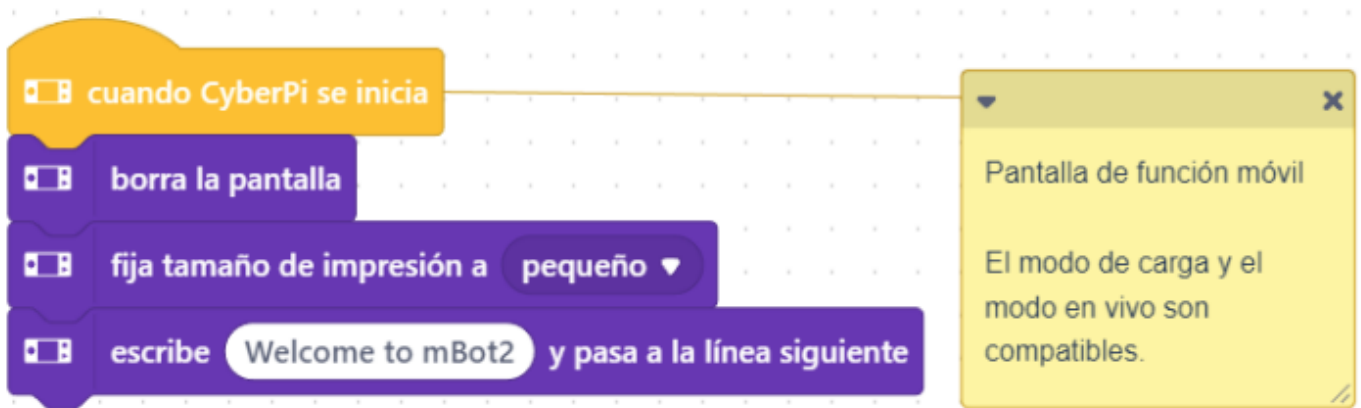 cuando CyberPi se inicia
borra la pantalla
fija tamaño de impresión a pequeño
escribe Welcome to mBot2 y pasa a la línea siguiente
Pantalla de función móvil
El modo de carga y el
modo en vivo son
compatibles.